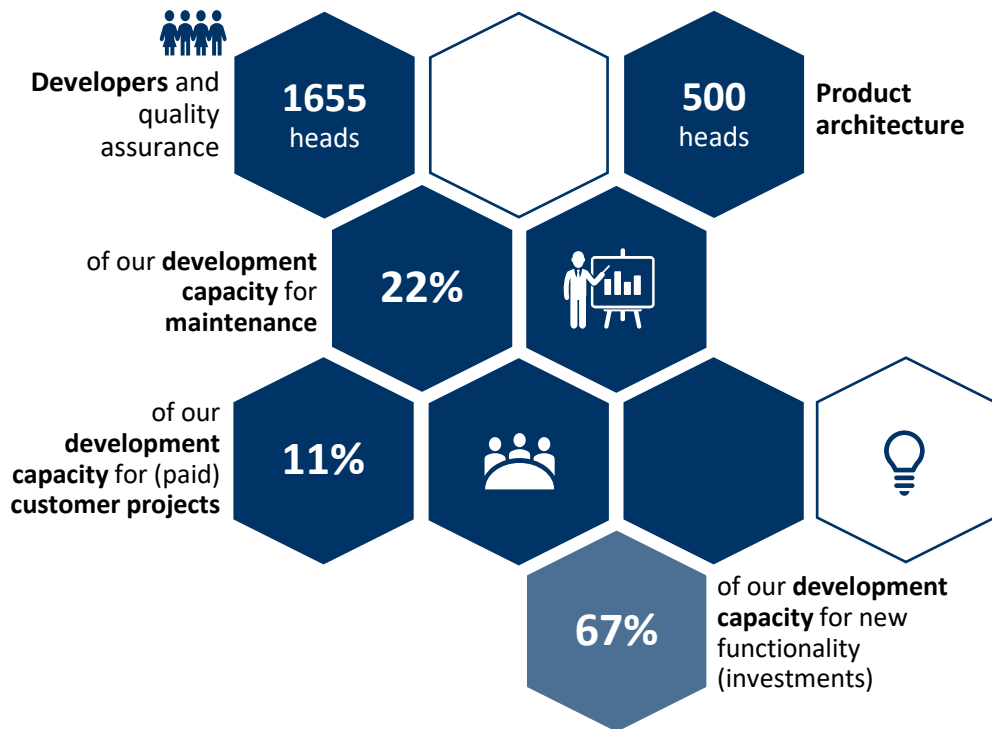 Developers and
quality
assurance
1655
heads
500
heads
Product
architecture
of our development
capacity for
maintenance
22%
of our
development
capacity for (paid)
customer projects
11%
67%
of our development
capacity for new
functionality
(investments)